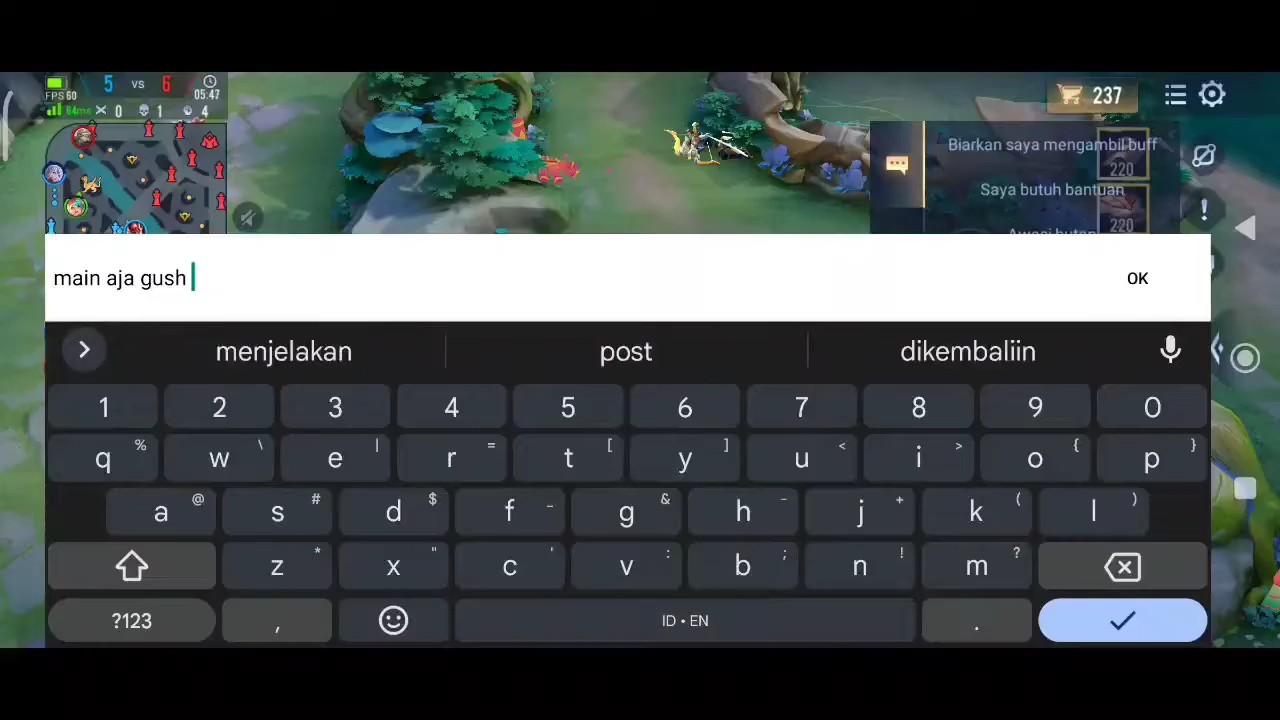 5 vs 6
FPS 60
05:47
84ms 0 1 4
237
Biarkan saya mengambil buff
220
Saya butuh bantuan
220
main aja gush
OK
menjelakan post dikembaliin
1 2 3 4 5 6 7 8 9 0
q % w \ e | r = t [ y ] u < i > o { p }
a @ s # d $ f _ g & h - j + k ( l )
z * x " c ' v : b ; n ! m ?
?123 , ID • EN .